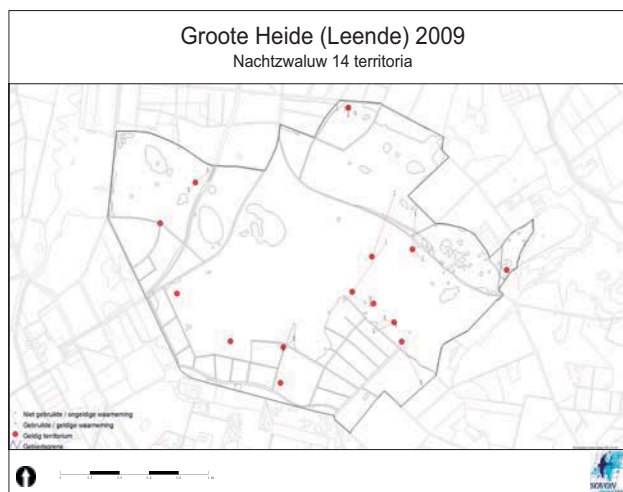 Groote Heide (Leende) 2009
Nachtzwaluw 14 territoria
Niet gebruikte / ongeldige waarneming
Gebruikte / geldige waarneming
Geldig territorium
Gebiedsgrens
SOVON